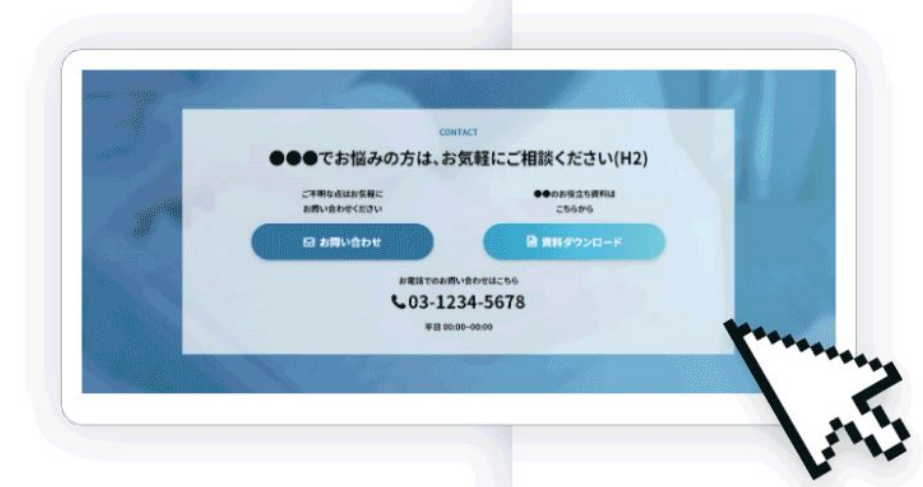 CONTACT
●●●でお悩みの方は、お気軽にご相談ください(H2)
ご不明な点はお気軽に
お問い合わせください
●●のお役立ち資料は
こちらから
お問い合わせ
資料ダウンロード
お電話でのお問い合わせはこちら
03-1234-5678
平日 00:00~00:00